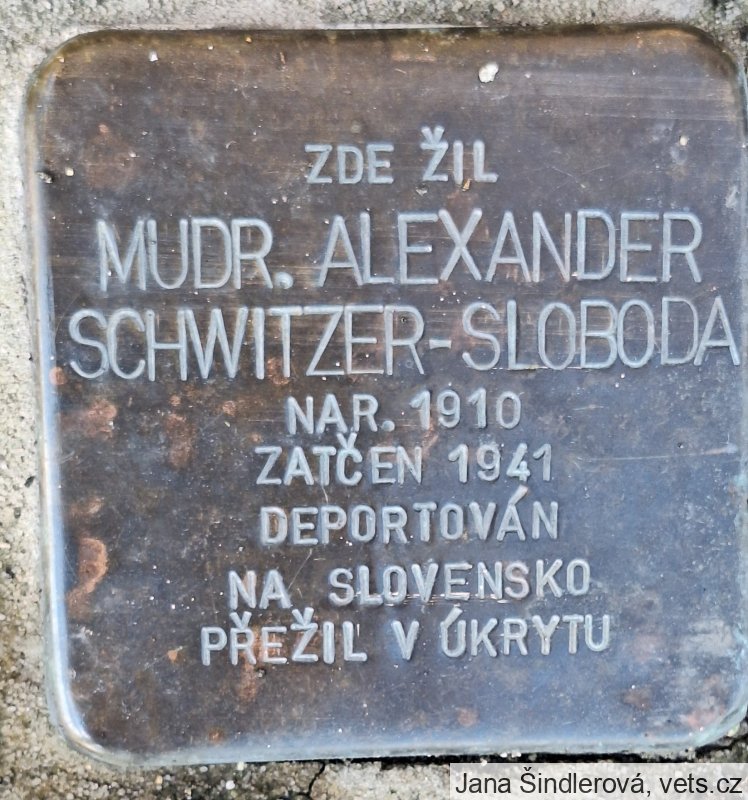 ZDE ŽIL
MUDR. ALEXANDER
SCHWITZER-SLOBODA
NAR. 1910
ZATČEN 1941
DEPORTOVÁN
NA SLOVENSKO
PŘEŽIL V ÚKRYTU
Jana Šindlerová, vets.cz